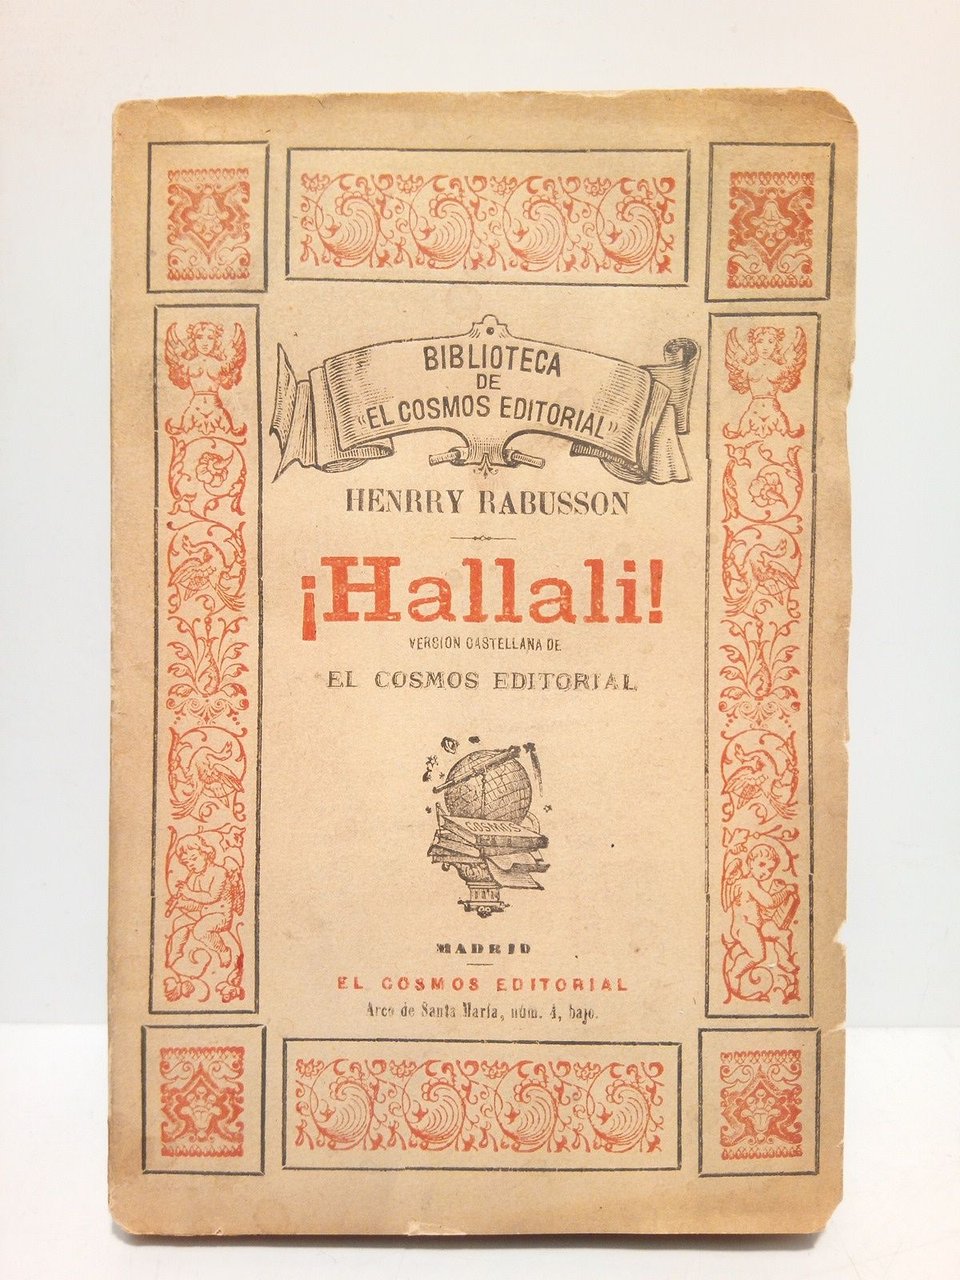 BIBLIOTECA
DE
"EL COSMOS EDITORIAL"
HENRRY RABUSSON
¡Hallali!
VERSION CASTELLANA DE
EL COSMOS EDITORIAL
COSMOS
MADRID
EL COSMOS EDITORIAL
Arco de Santa María, núm. 4, bajo.